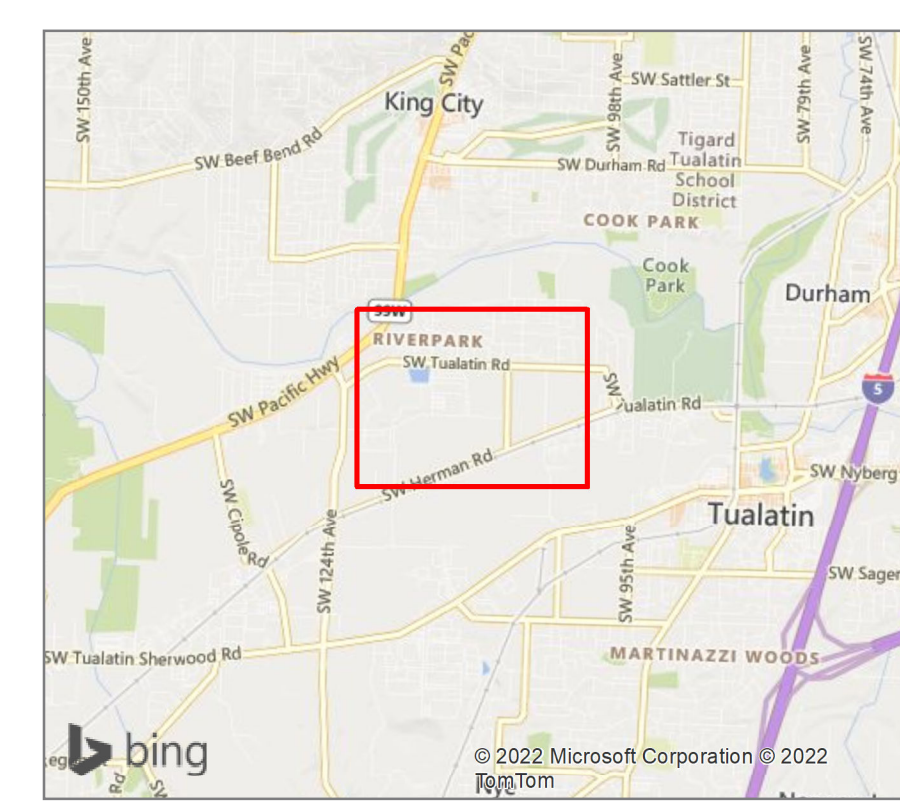 SW 150th Ave
SW Pac
SW 98th Ave
SW 79th Ave
SW 74th Ave
SW Sattler St
King City
SW Beef Bend Rd
Tigard
Tualatin
School
District
SW Durham Rd
COOK PARK
Cook
Park
Durham
99W
RIVERPARK
SW Tualatin Rd
SW Pacific Hwy
SW Tualatin Rd
5
SW Herman Rd
SW Nyberg
SW Cipole Rd
Tualatin
SW 124th Ave
SW 95th Ave
SW Sager
SW Tualatin Sherwood Rd
MARTINAZZI WOODS
bing
© 2022 Microsoft Corporation © 2022
TomTom
Rd
SW